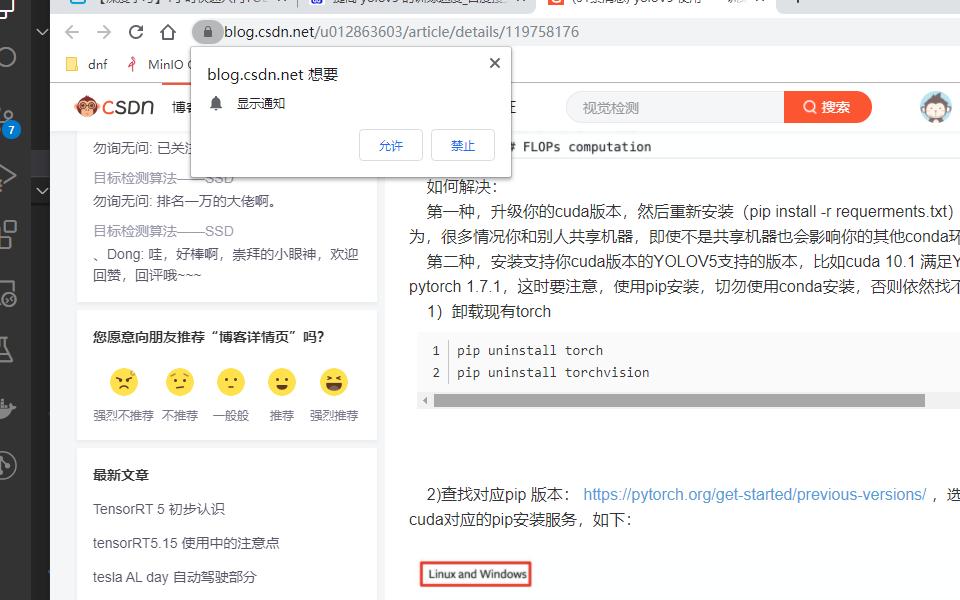 blog.csdn.net/u012863603/article/details/119758176
dnf
MinIO
blog.csdn.net 想要
显示通知
允许
禁止
CSDN
视觉检测
搜索
7
勿询无问: 已关
目标检测算法——SSD
勿询无问: 排名一万的大佬啊。
目标检测算法——SSD
、Dong: 哇，好棒啊，崇拜的小眼神，欢迎
回赞，回评哦~~~
您愿意向朋友推荐“博客详情页”吗？
强烈不推荐 不推荐 一般般 推荐 强烈推荐
最新文章
TensorRT 5 初步认识
tensorRT5.15 使用中的注意点
tesla AL day 自动驾驶部分
# FLOPs computation
如何解决：
第一种，升级你的cuda版本，然后重新安装（pip install -r requerments.txt）
为，很多情况你和别人共享机器，即使不是共享机器也会影响你的其他conda环
第二种，安装支持你cuda版本的YOLOV5支持的版本，比如cuda 10.1 满足Y
pytorch 1.7.1，这时要注意，使用pip安装，切勿使用conda安装，否则依然找不
1）卸载现有torch
1 pip uninstall torch
2 pip uninstall torchvision
2)查找对应pip 版本： https://pytorch.org/get-started/previous-versions/ ，选
cuda对应的pip安装服务，如下：
Linux and Windows